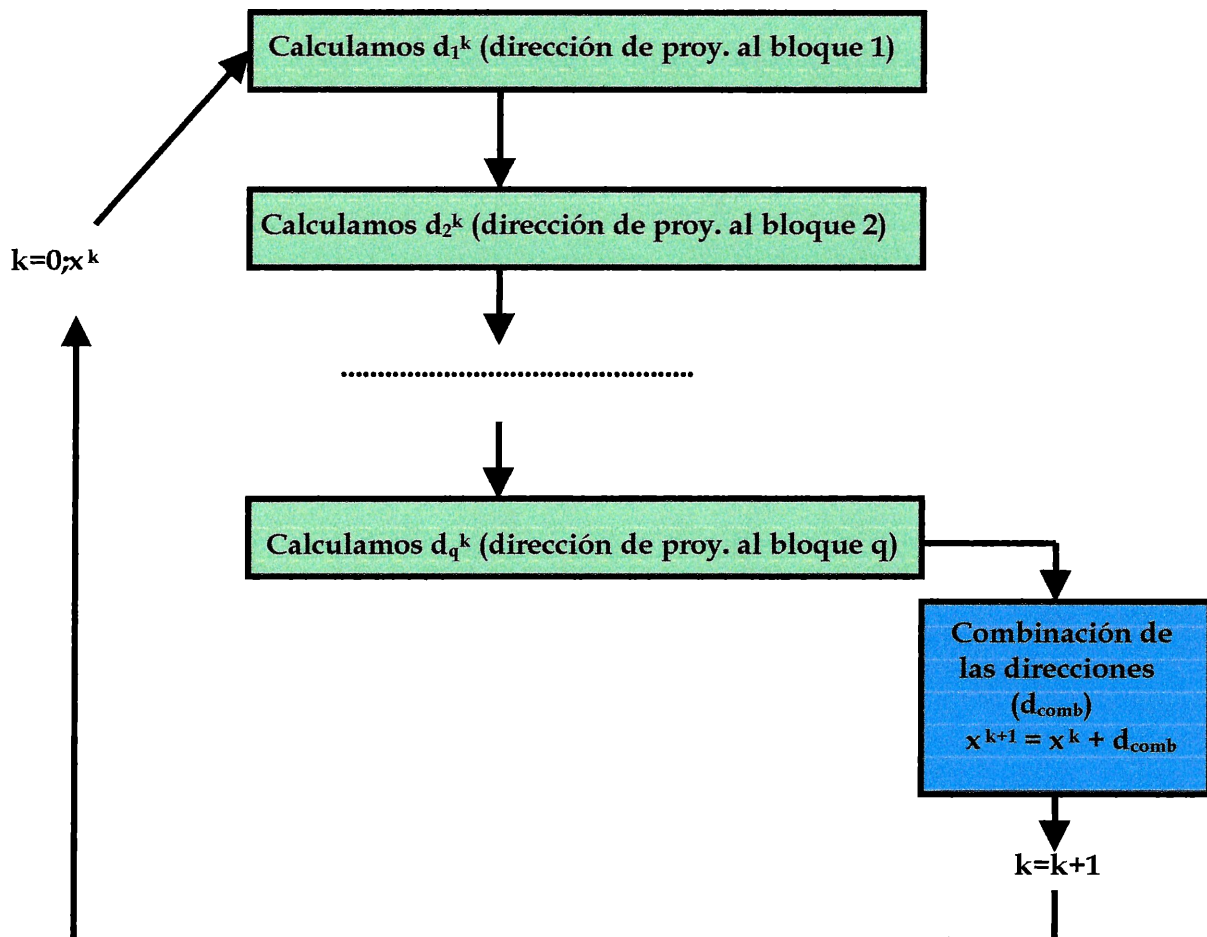 Calculamos d₁ᵏ (dirección de proy. al bloque 1)
Calculamos d₂ᵏ (dirección de proy. al bloque 2)
k=0;xᵏ
Calculamos d_qᵏ (dirección de proy. al bloque q)
Combinación de
las direcciones
(d_comb)
xᵏ⁺¹ = xᵏ + d_comb
k=k+1